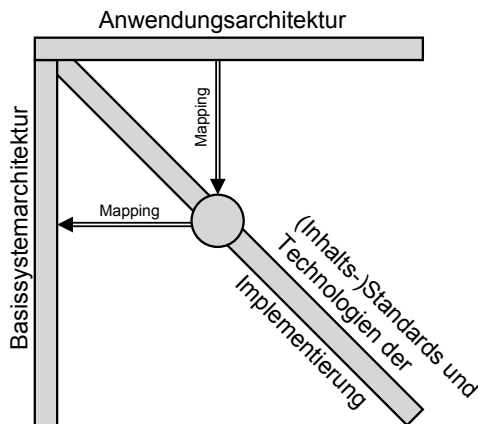 Anwendungsarchitektur
Mapping
Mapping
Basissystemarchitektur
(Inhalts-)Standards und
Technologien der
Implementierung